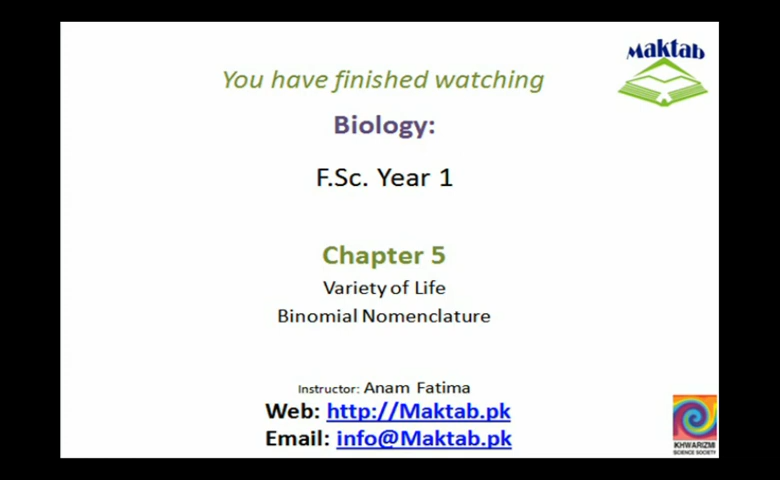 Maktab
You have finished watching
Biology:
F.Sc. Year 1
Chapter 5
Variety of Life
Binomial Nomenclature
Instructor: Anam Fatima
Web: http://Maktab.pk
Email: info@Maktab.pk
KHWARIZMI
SCIENCE SOCIETY